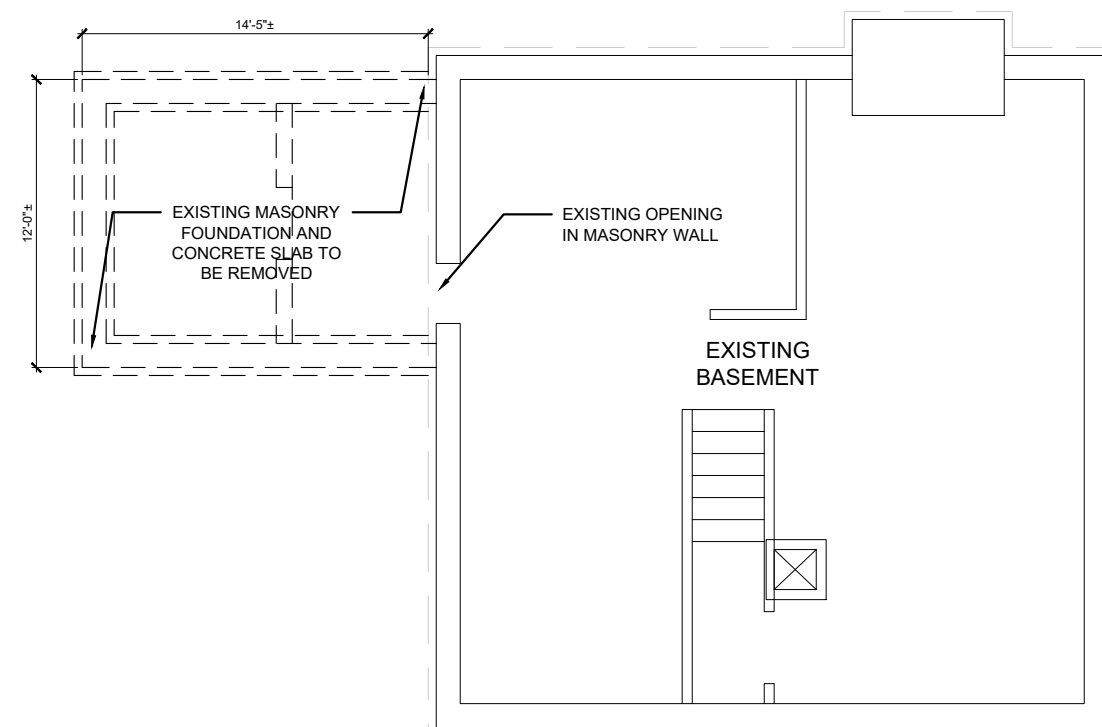 14'-5"±
12'-0"±
EXISTING MASONRY
FOUNDATION AND
CONCRETE SLAB TO
BE REMOVED
EXISTING OPENING
IN MASONRY WALL
EXISTING
BASEMENT